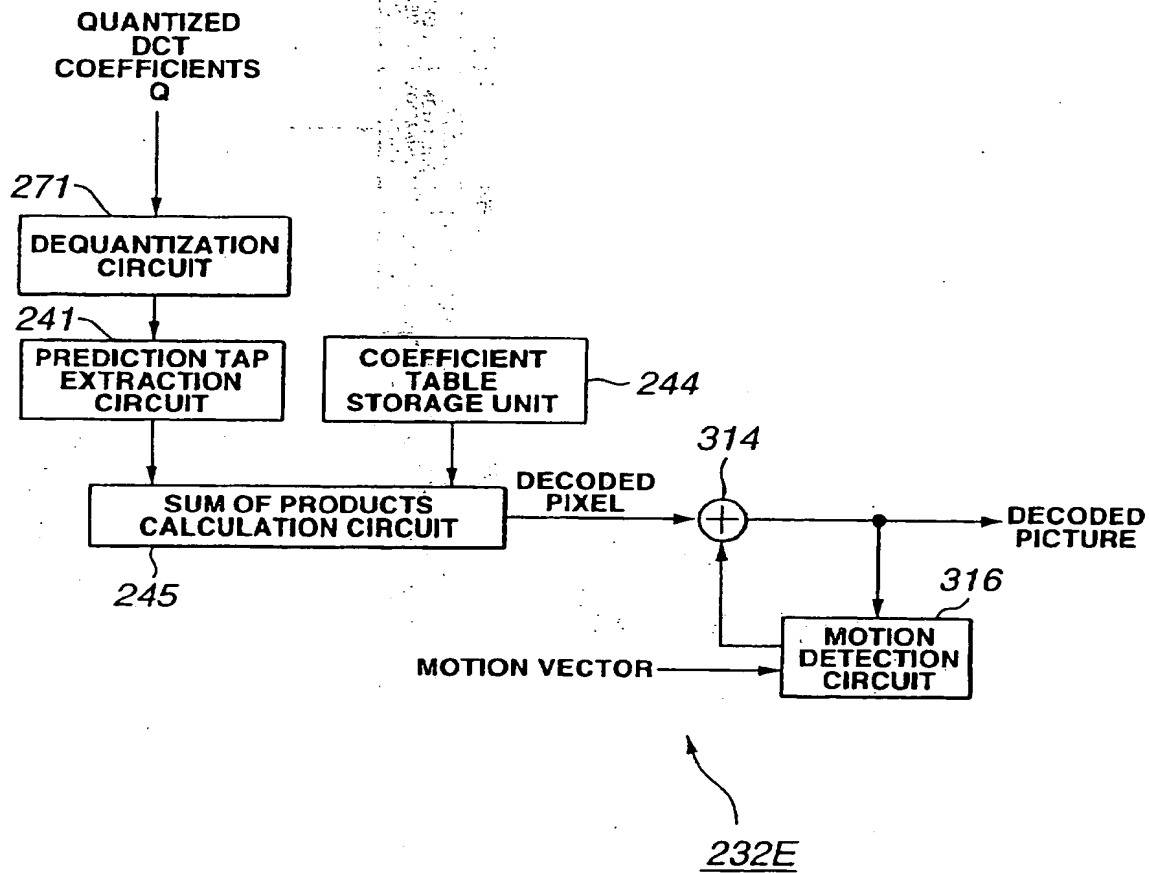 QUANTIZED
DCT
COEFFICIENTS
Q
271
DEQUANTIZATION
CIRCUIT
241
PREDICTION TAP
EXTRACTION
CIRCUIT
COEFFICIENT
TABLE
STORAGE UNIT
244
314
SUM OF PRODUCTS
CALCULATION CIRCUIT
245
DECODED
PIXEL
DECODED
PICTURE
316
MOTION
DETECTION
CIRCUIT
MOTION VECTOR
232E